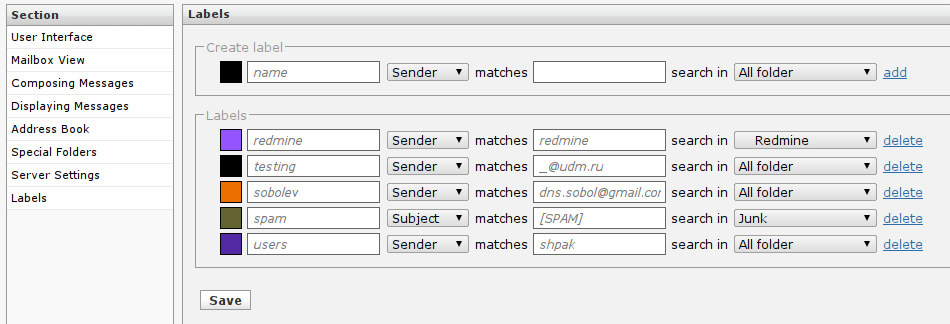 Section
User Interface
Mailbox View
Composing Messages
Displaying Messages
Address Book
Special Folders
Server Settings
Labels
Labels
Create label
name Sender matches search in All folder add
Labels
redmine Sender matches redmine search in Redmine delete
testing Sender matches _@udm.ru search in All folder delete
sobolev Sender matches dns.sobol@gmail.cor search in All folder delete
spam Subject matches [SPAM] search in Junk delete
users Sender matches shpak search in All folder delete
Save